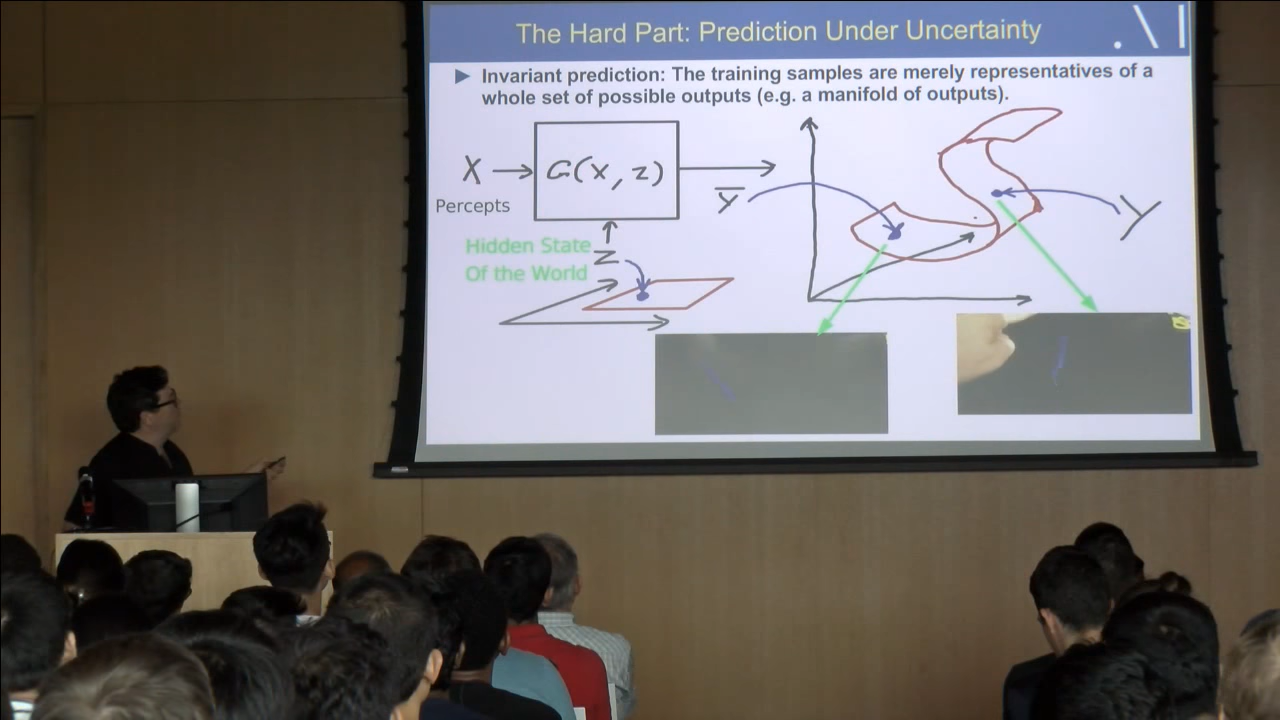 The Hard Part: Prediction Under Uncertainty
Invariant prediction: The training samples are merely representatives of a
whole set of possible outputs (e.g. a manifold of outputs).
X
G(x, z)
Percepts
y
Y
Hidden State
Of the World
Z